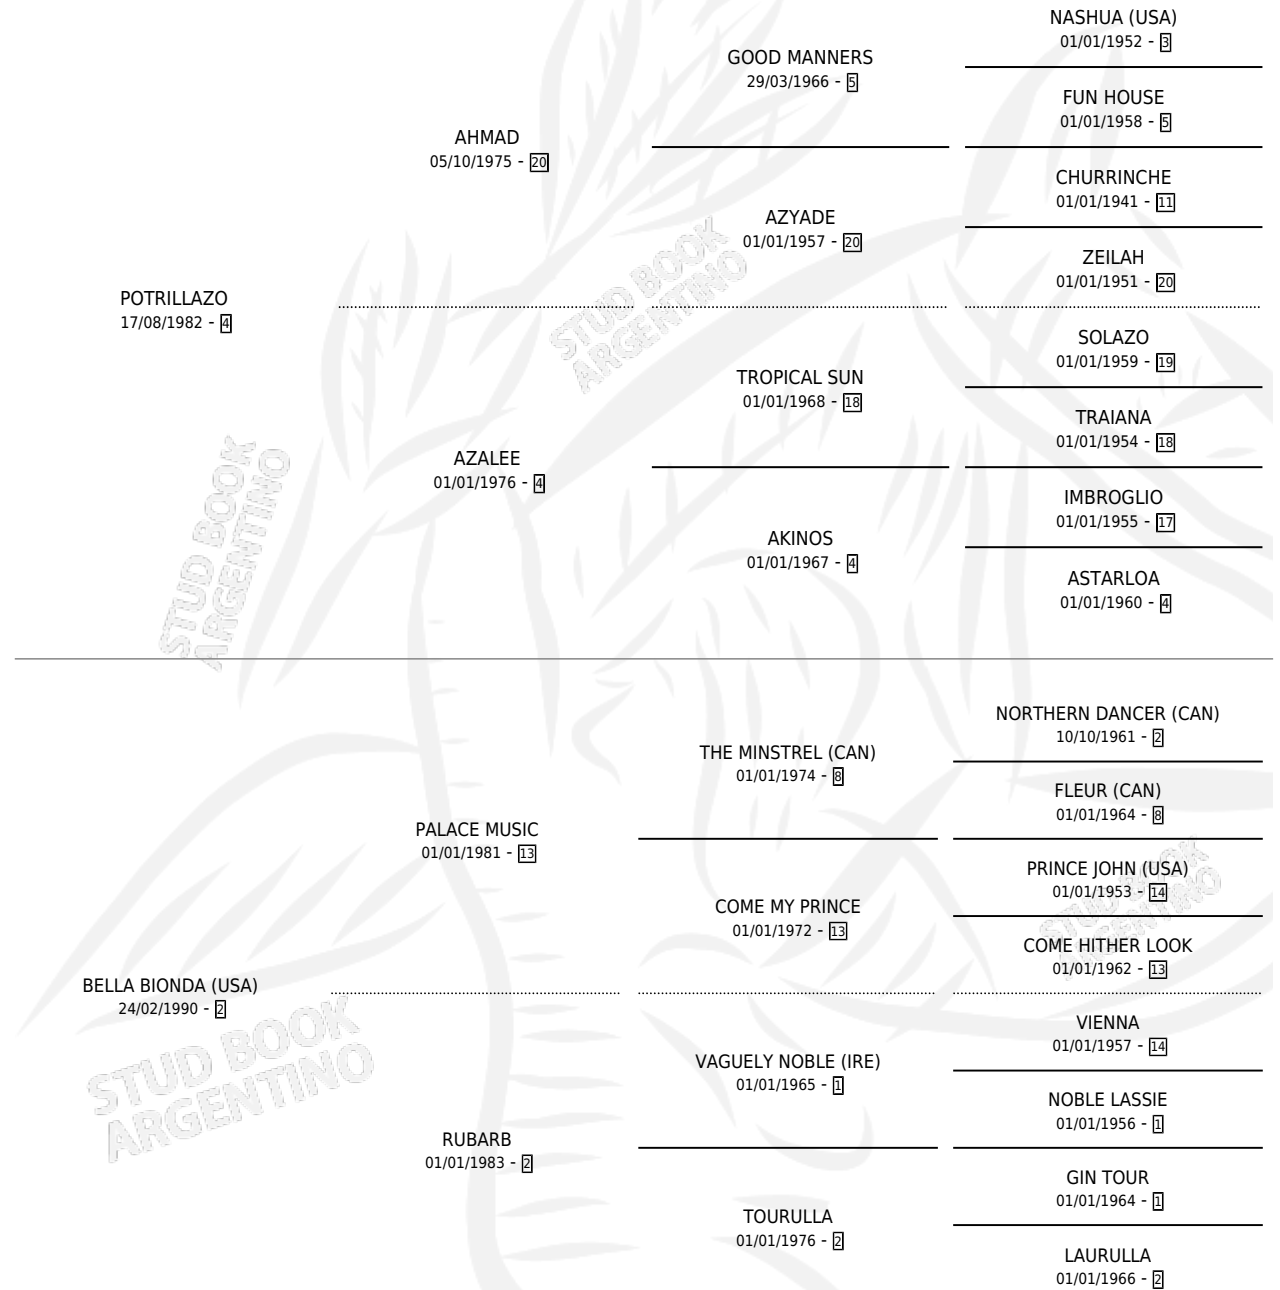 NASHUA (USA)
01/01/1952 - 3
GOOD MANNERS
29/03/1966 - 5
FUN HOUSE
01/01/1958 - 5
AHMAD
05/10/1975 - 20
CHURRINCHE
01/01/1941 - 11
AZYADE
01/01/1957 - 20
ZEILAH
01/01/1951 - 20
POTRILLAZO
17/08/1982 - 4
STUD BOOK
ARGENTINO
SOLAZO
01/01/1959 - 19
TROPICAL SUN
01/01/1968 - 18
TRAIANA
01/01/1954 - 18
AZALEE
01/01/1976 - 4
IMBROGLIO
01/01/1955 - 17
AKINOS
01/01/1967 - 4
ASTARLOA
01/01/1960 - 4
STUD BOOK
ARGENTINO
NORTHERN DANCER (CAN)
10/10/1961 - 2
THE MINSTREL (CAN)
01/01/1974 - 8
FLEUR (CAN)
01/01/1964 - 8
PALACE MUSIC
01/01/1981 - 13
PRINCE JOHN (USA)
01/01/1953 - 14
STUD BOOK
ARGENTINO
COME MY PRINCE
01/01/1972 - 13
COME HITHER LOOK
01/01/1962 - 13
BELLA BIONDA (USA)
24/02/1990 - 2
STUD BOOK
ARGENTINO
VIENNA
01/01/1957 - 14
VAGUELY NOBLE (IRE)
01/01/1965 - 1
NOBLE LASSIE
01/01/1956 - 1
RUBARB
01/01/1983 - 2
GIN TOUR
01/01/1964 - 1
TOURULLA
01/01/1976 - 2
LAURULLA
01/01/1966 - 2